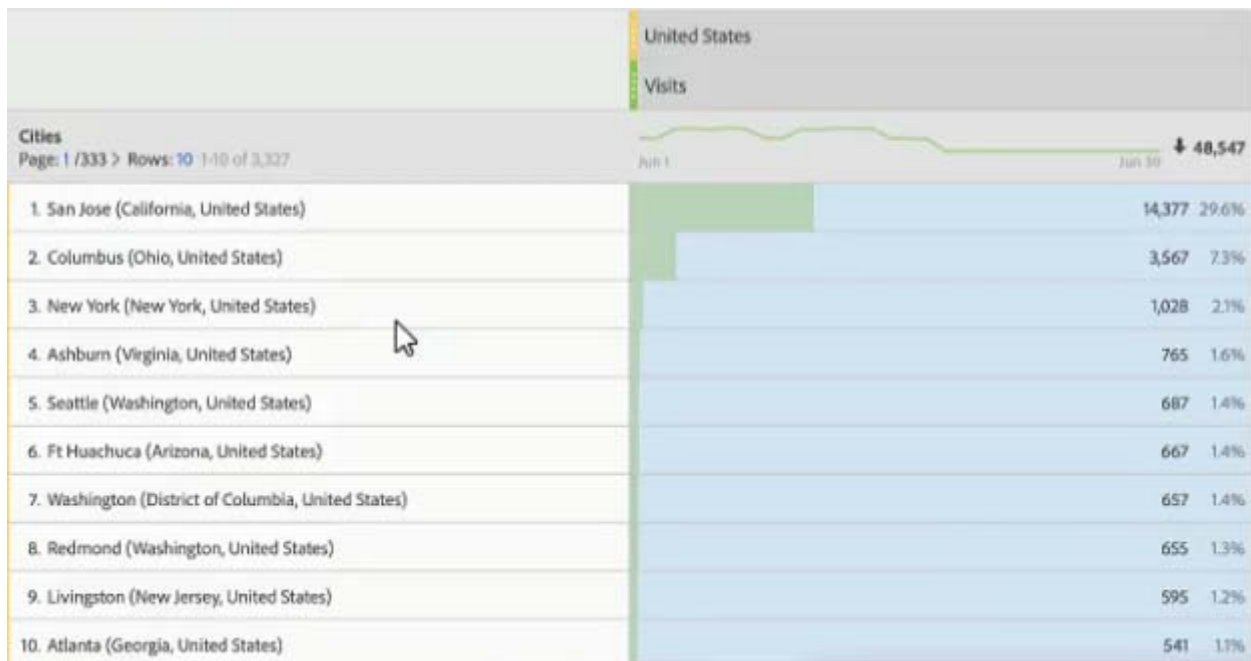 United States
Visits
Cities
Page: 1 /333 > Rows: 10 1-10 of 3,327
Jun 1
Jun 30
48,547
1. San Jose (California, United States) 14,377 29.6%
2. Columbus (Ohio, United States) 3,567 7.3%
3. New York (New York, United States) 1,028 2.1%
4. Ashburn (Virginia, United States) 765 1.6%
5. Seattle (Washington, United States) 687 1.4%
6. Ft Huachuca (Arizona, United States) 667 1.4%
7. Washington (District of Columbia, United States) 657 1.4%
8. Redmond (Washington, United States) 655 1.3%
9. Livingston (New Jersey, United States) 595 1.2%
10. Atlanta (Georgia, United States) 541 1.1%